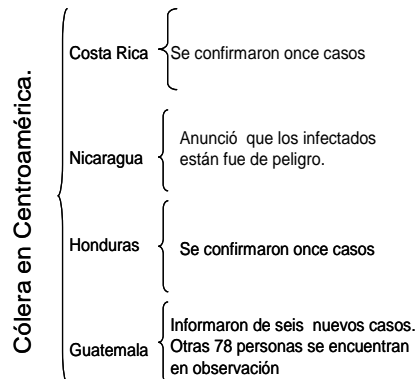 Cólera en Centroamérica.
Costa Rica
Se confirmaron once casos
Nicaragua
Anunció que los infectados
están fue de peligro.
Honduras
Se confirmaron once casos
Guatemala
Informaron de seis nuevos casos.
Otras 78 personas se encuentran
en observación